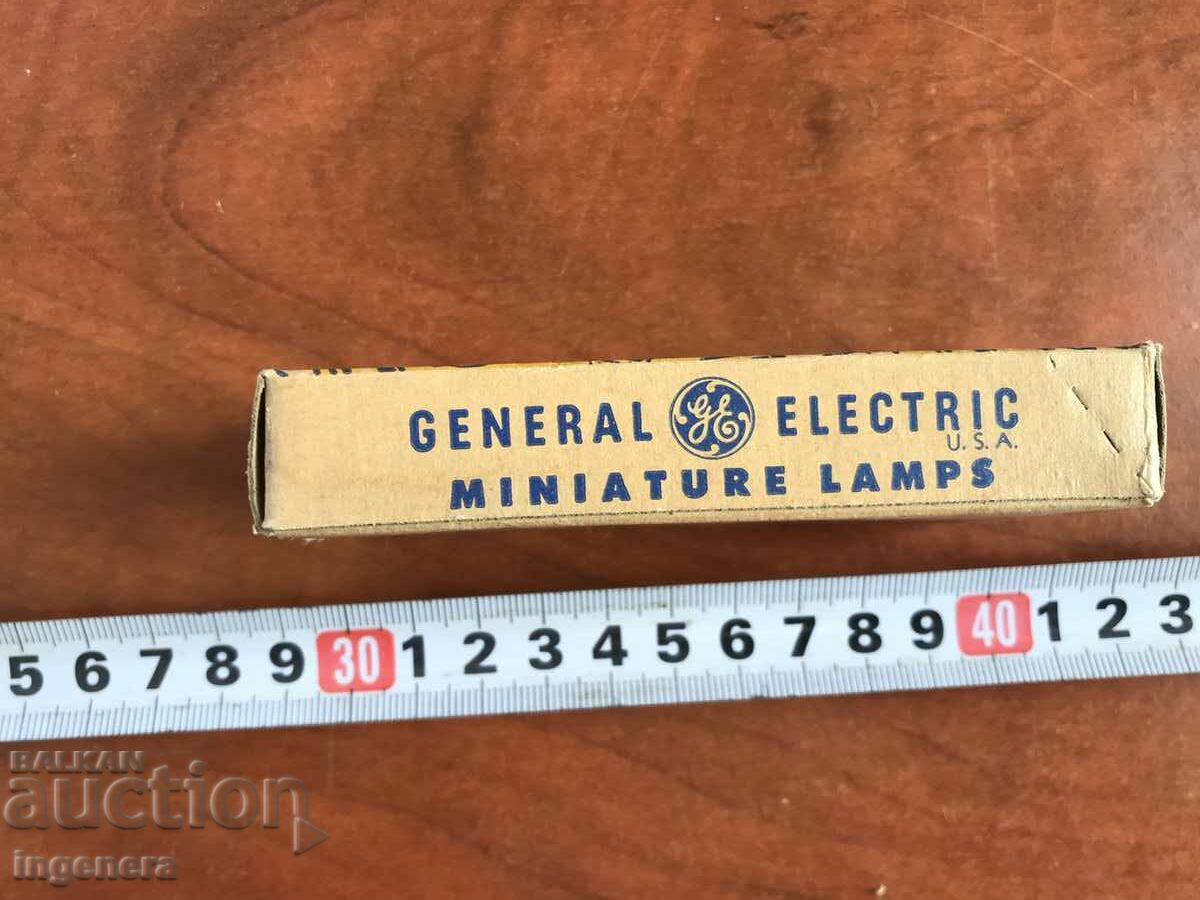 GENERAL GE ELECTRIC
U.S.A.
MINIATURE LAMPS
5 6 7 8 9 30 1 2 3 4 5 6 7 8 9 40 1 2 3
BALKAN
auction
ingenera